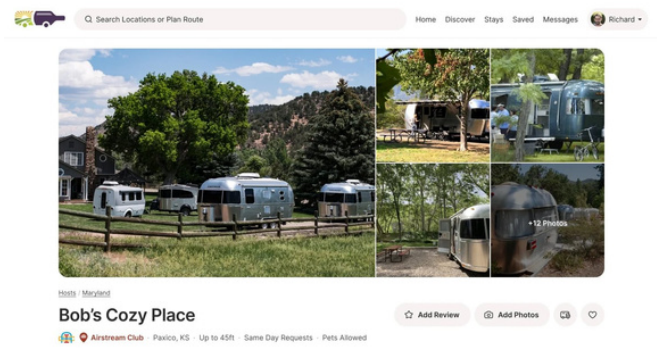 Search Locations or Plan Route
Home Discover Stays Saved Messages Richard
+12 Photos
Hosts / Maryland
Bob's Cozy Place
Add Review Add Photos
Airstream Club · Paxico, KS · Up to 45ft · Same Day Requests · Pets Allowed